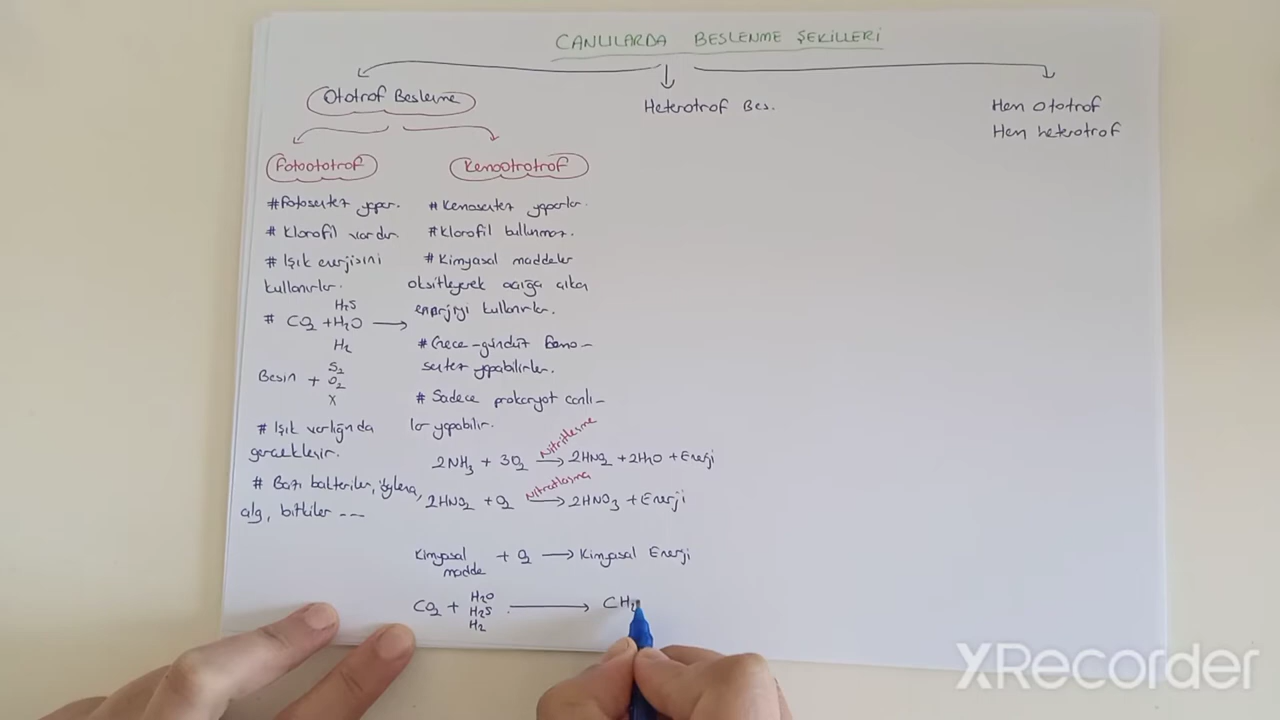 CANLILARDA BESLENME ŞEKİLLERİ
Ototrof Beslenme
Heterotrof Bes.
Hem ototrof
Hem heterotrof
Fotoototrof
Kemoototrof
#Fotosentez yapar.
# Klorofil vardır
# Işık enerjisini
kullanırlar.
# CO2 + H2O →
H2S
H2
Besin + O2
S2
X
# Işık varlığında
gerçekleşir.
# Bazı bakteriler, öglena,
alg, bitkiler ---
# Kemosentez yaparlar.
#Klorofil bulunmaz.
# Kimyasal maddeler
oksitleyerek açığa çıkan
enerjiyi kullanırlar.
# Gece-gündüz kemo-
sentez yapabilirler.
# Sadece prokaryot canlı-
lar yapabilir.
Nitritleşme
2NH3 + 3O2 → 2HNO2 + 2H2O + Enerji
Nitratlaşma
2HNO2 + O2 → 2HNO3 + Enerji
Kimyasal madde + O2 → Kimyasal Enerji
CO2 + H2O → CH2
H2S
H2
XRecorder